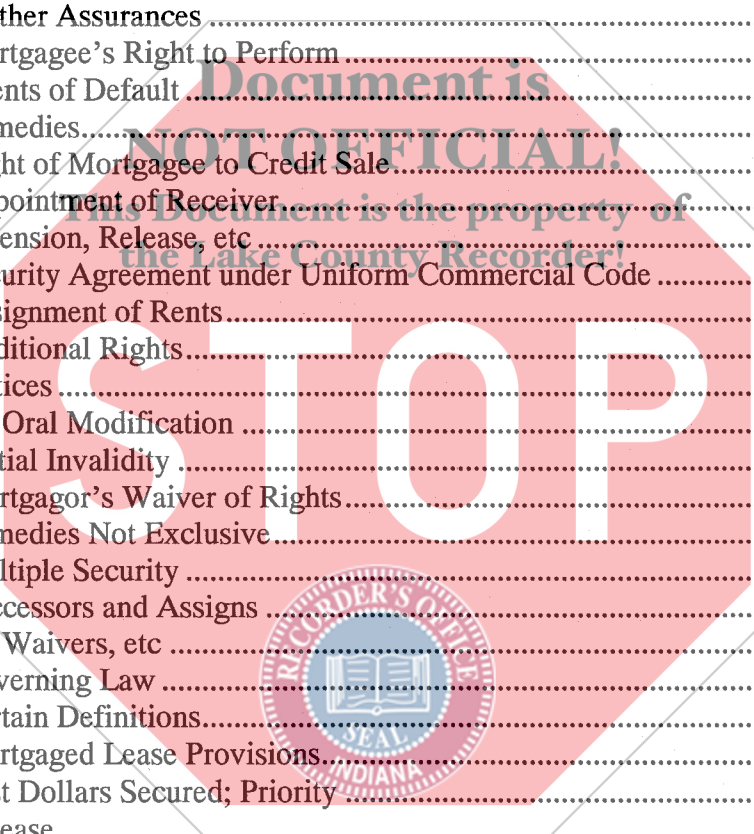 ther Assurances
rtgagee's Right to Perform
Document is
ents of Default
medies
NOT OFFICIAL!
ht of Mortgagee to Credit Sale
pointment of Receiver
This Document is the property of
ension, Release, etc
the Lake County Recorder!
urity Agreement under Uniform Commercial Code
signment of Rents
ditional Rights
STOP
tices
Oral Modification
tial Invalidity
rtgagor's Waiver of Rights
medies Not Exclusive
ltiple Security
RECORDER'S OFFICE
ccessors and Assigns
Waivers, etc
verning Law
rtain Definitions
SEAL
rtgaged Lease Provisions
INDIANA
t Dollars Secured; Priority
ease